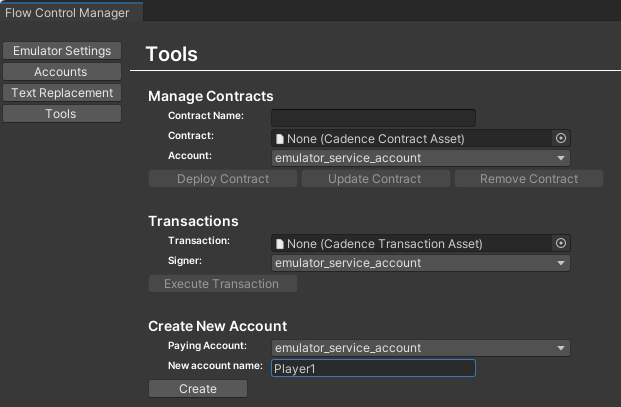 Flow Control Manager
Emulator Settings
Accounts
Text Replacement
Tools
Tools
Manage Contracts
Contract Name:
Contract: None (Cadence Contract Asset)
Account: emulator_service_account
Deploy Contract Update Contract Remove Contract
Transactions
Transaction: None (Cadence Transaction Asset)
Signer: emulator_service_account
Execute Transaction
Create New Account
Paying Account: emulator_service_account
New account name: Player1
Create